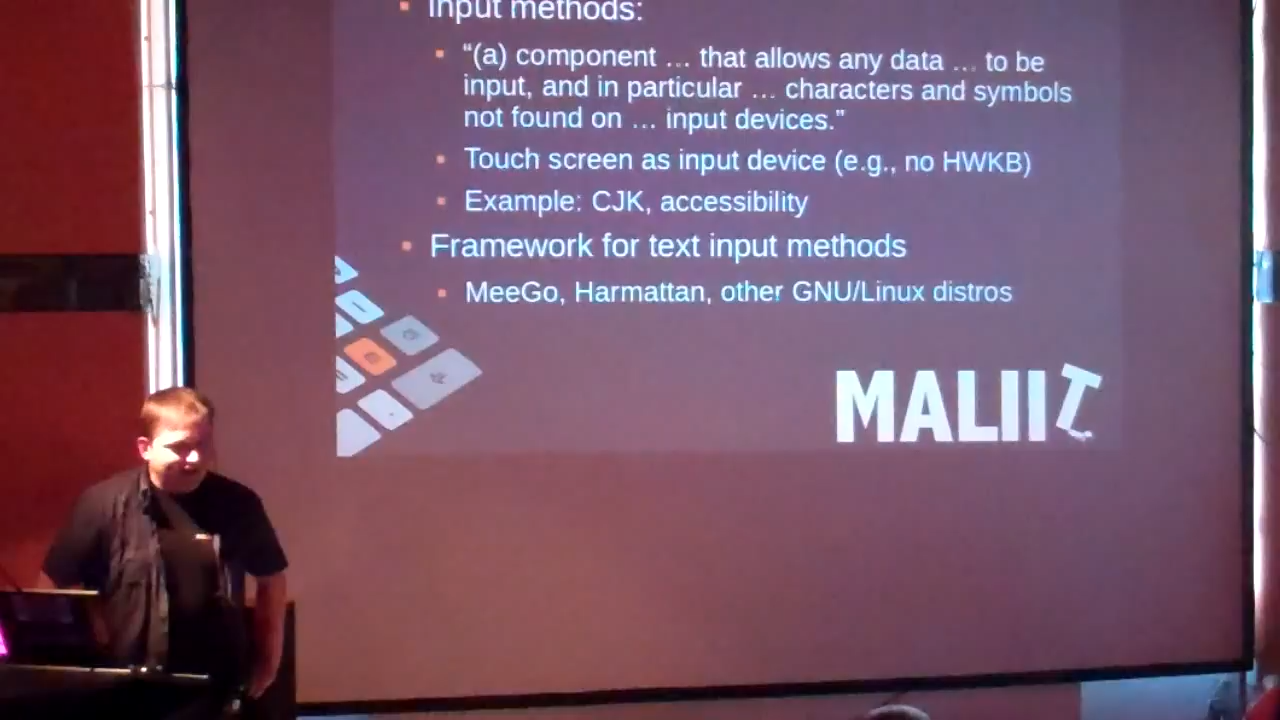 Input methods:
“(a) component … that allows any data … to be
input, and in particular … characters and symbols
not found on … input devices.”
Touch screen as input device (e.g., no HWKB)
Example: CJK, accessibility
Framework for text input methods
MeeGo, Harmattan, other GNU/Linux distros
MALIIT